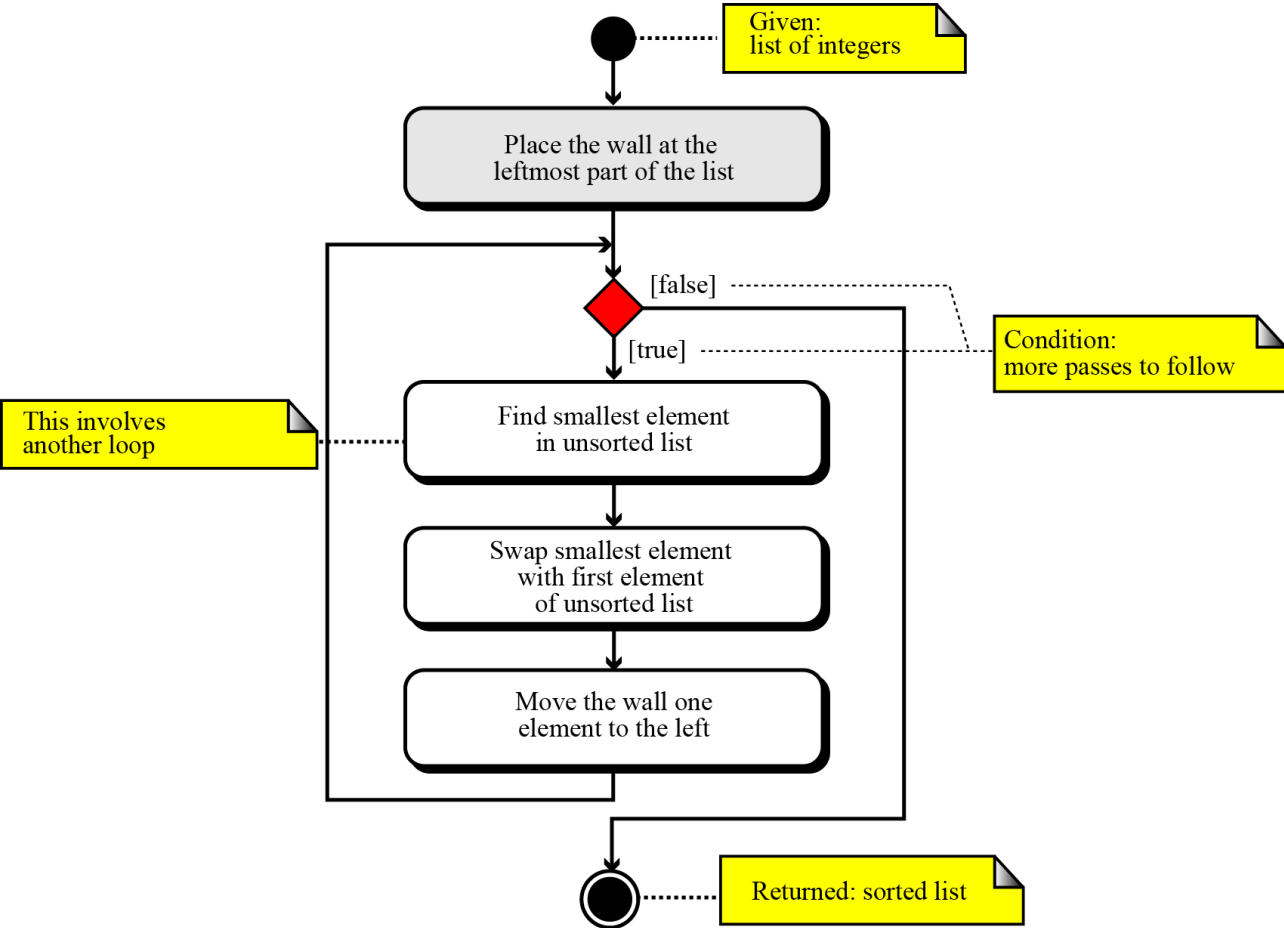 Given:
list of integers
Place the wall at the
leftmost part of the list
[false]
[true]
Condition:
more passes to follow
This involves
another loop
Find smallest element
in unsorted list
Swap smallest element
with first element
of unsorted list
Move the wall one
element to the left
Returned: sorted list